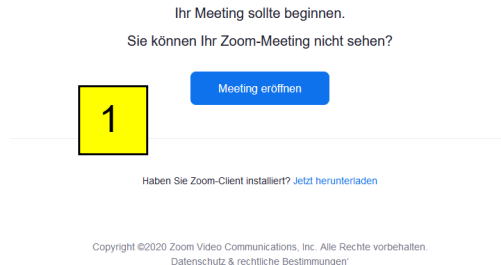 Ihr Meeting sollte beginnen.
Sie können Ihr Zoom-Meeting nicht sehen?
Meeting eröffnen
1
Haben Sie Zoom-Client installiert? Jetzt herunterladen
Copyright ©2020 Zoom Video Communications, Inc. Alle Rechte vorbehalten.
Datenschutz & rechtliche Bestimmungen'